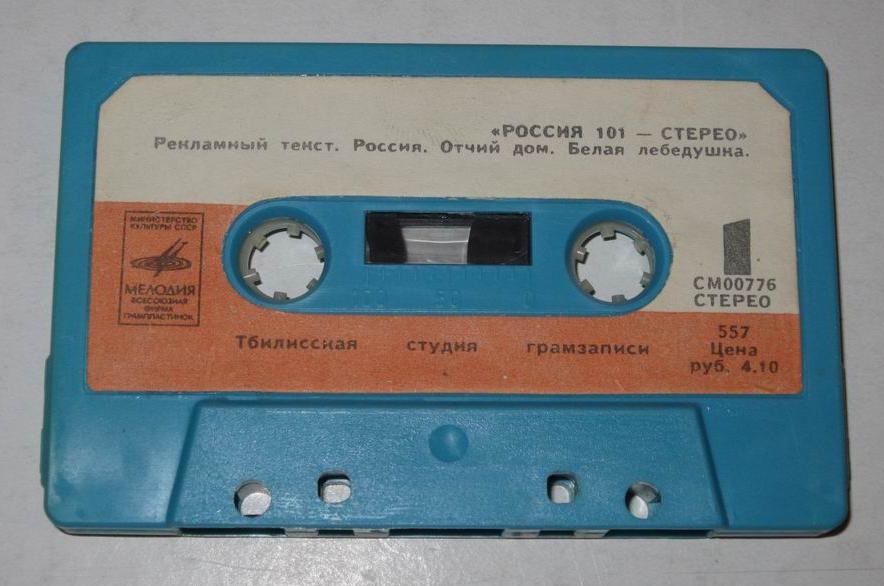 «РОССИЯ 101 — СТЕРЕО»
Рекламный текст. Россия. Отчий дом. Белая лебедушка.
МИНИСТЕРСТВО
КУЛЬТУРЫ СССР
МЕЛОДИЯ
ВСЕСОЮЗНАЯ
ФИРМА
ГРАМПЛАСТИНОК
1
СМ00776
СТЕРЕО
Тбилисская студия грамзаписи
557
Цена
руб. 4.10